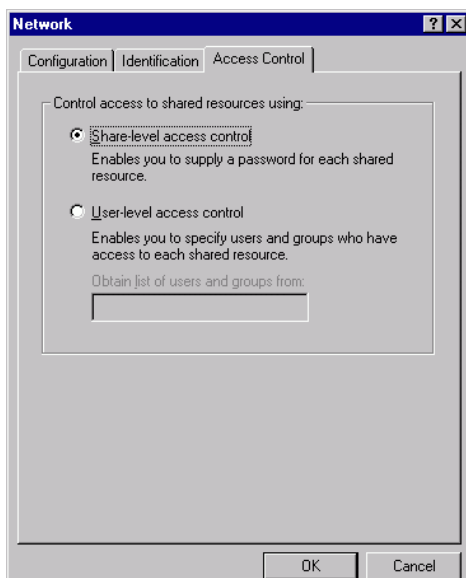 Network
Configuration Identification Access Control
Control access to shared resources using:
Share-level access control
Enables you to supply a password for each shared
resource.
User-level access control
Enables you to specify users and groups who have
access to each shared resource.
Obtain list of users and groups from:
OK Cancel